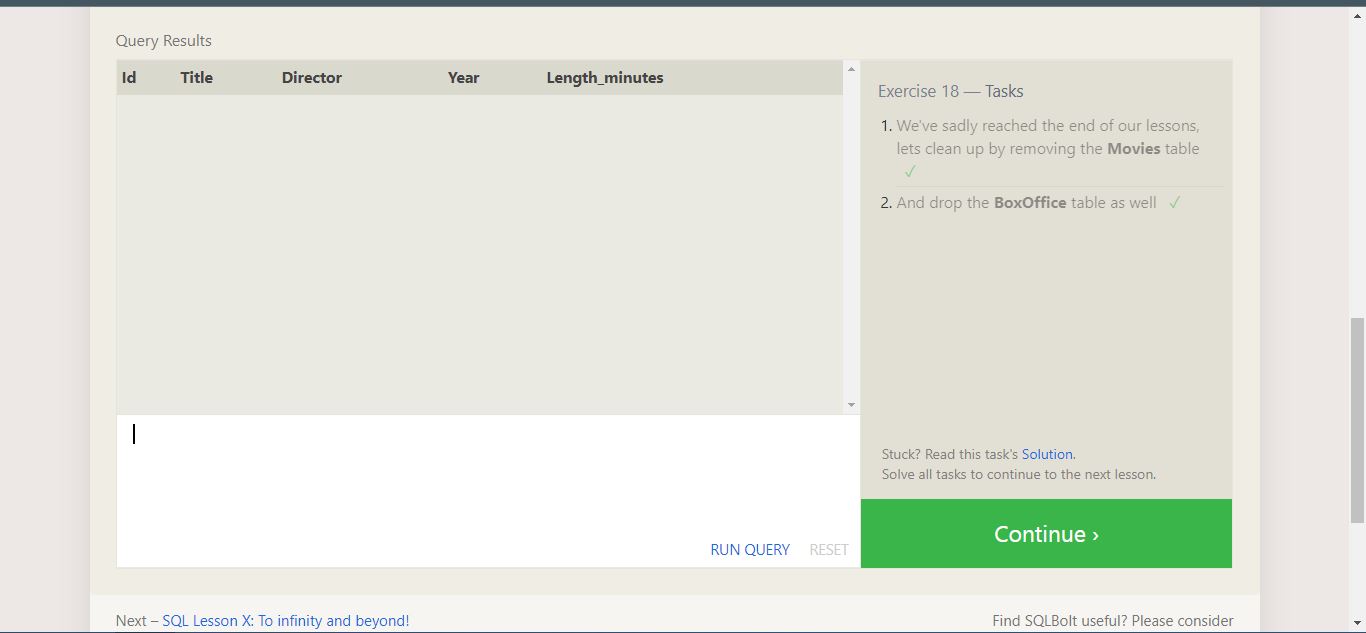 Query Results
Id Title Director Year Length_minutes
Exercise 18 — Tasks
1. We've sadly reached the end of our lessons,
lets clean up by removing the Movies table
✓
2. And drop the BoxOffice table as well ✓
Stuck? Read this task's Solution.
Solve all tasks to continue to the next lesson.
RUN QUERY RESET
Continue ›
Next – SQL Lesson X: To infinity and beyond!
Find SQLBolt useful? Please consider